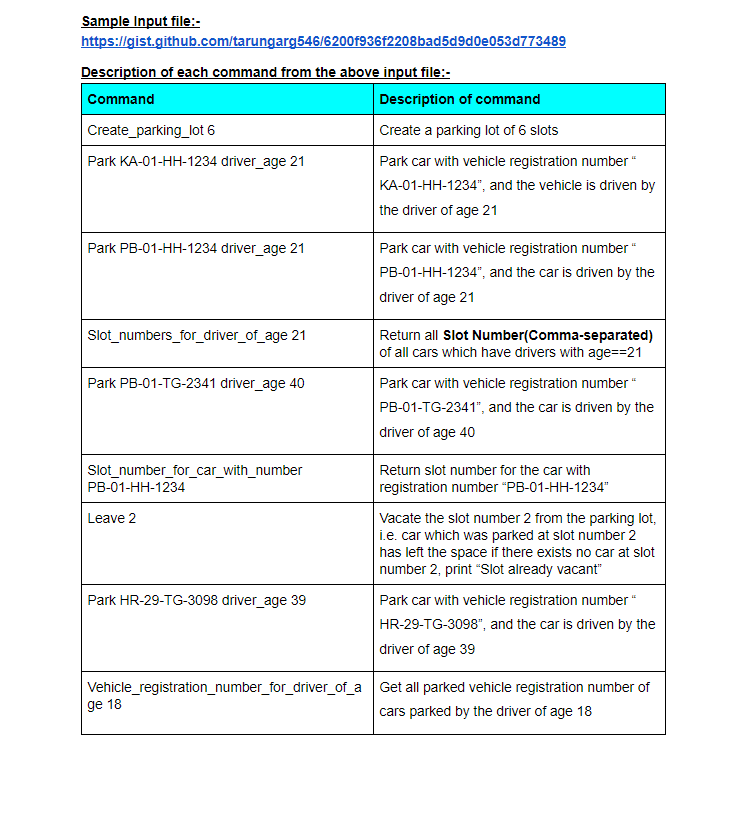 Sample Input file:-
https://gist.github.com/tarungarg546/6200f936f2208bad5d9d0e053d773489
Description of each command from the above input file:-
Command
Description of command
Create_parking_lot 6
Create a parking lot of 6 slots
Park KA-01-HH-1234 driver_age 21
Park car with vehicle registration number “
KA-01-HH-1234”, and the vehicle is driven by
the driver of age 21
Park PB-01-HH-1234 driver_age 21
Park car with vehicle registration number “
PB-01-HH-1234”, and the car is driven by the
driver of age 21
Slot_numbers_for_driver_of_age 21
Return all Slot Number(Comma-separated)
of all cars which have drivers with age==21
Park PB-01-TG-2341 driver_age 40
Park car with vehicle registration number “
PB-01-TG-2341”, and the car is driven by the
driver of age 40
Slot_number_for_car_with_number
PB-01-HH-1234
Return slot number for the car with
registration number “PB-01-HH-1234”
Leave 2
Vacate the slot number 2 from the parking lot,
i.e. car which was parked at slot number 2
has left the space if there exists no car at slot
number 2, print “Slot already vacant”
Park HR-29-TG-3098 driver_age 39
Park car with vehicle registration number “
HR-29-TG-3098”, and the car is driven by the
driver of age 39
Vehicle_registration_number_for_driver_of_a
ge 18
Get all parked vehicle registration number of
cars parked by the driver of age 18